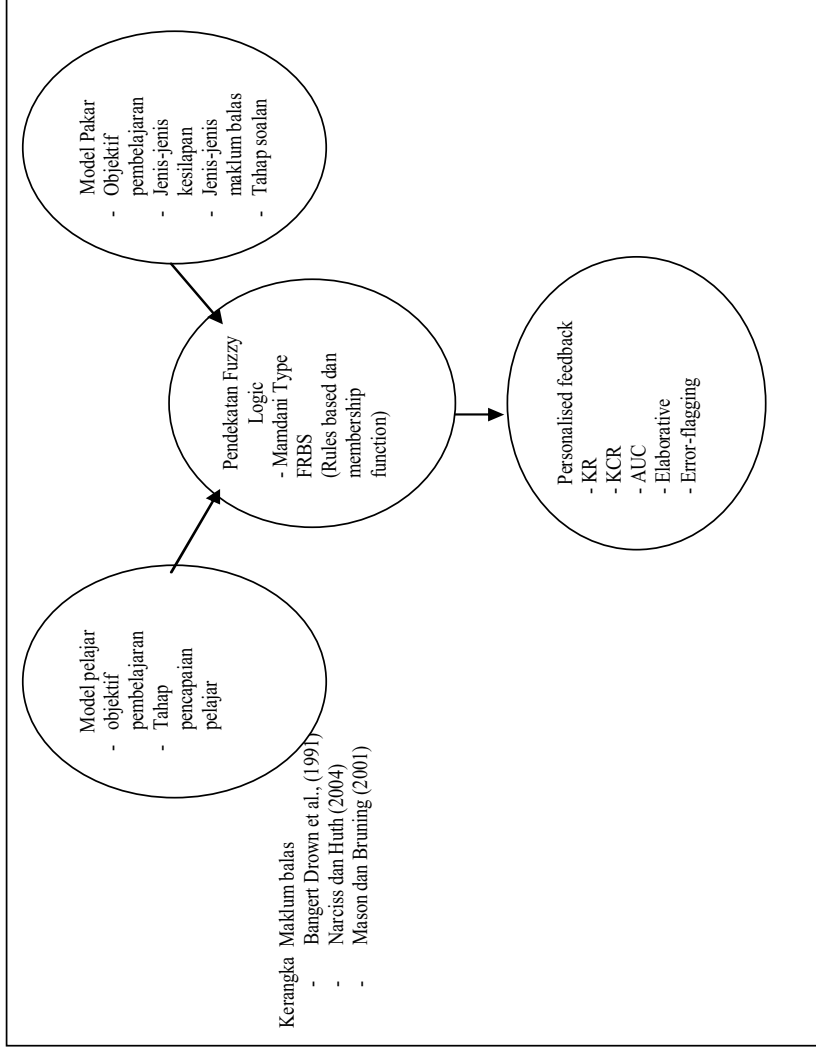 Model pelajar
- objektif
pembelajaran
- Tahap
pencapaian
pelajar
Model Pakar
- Objektif
pembelajaran
- Jenis-jenis
kesilapan
- Jenis-jenis
maklum balas
- Tahap soalan
Pendekatan Fuzzy
Logic
- Mamdani Type
FRBS
(Rules based dan
membership
function)
Kerangka Maklum balas
- Bangert Drown et al., (1991)
- Narciss dan Huth (2004)
- Mason dan Bruning (2001)
Personalised feedback
- KR
- KCR
- AUC
- Elaborative
- Error-flagging